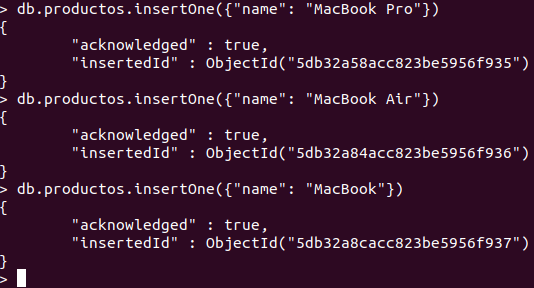 > db.productos.insertOne({"name": "MacBook Pro"})
{
        "acknowledged" : true,
        "insertedId" : ObjectId("5db32a58acc823be5956f935")
}
> db.productos.insertOne({"name": "MacBook Air"})
{
        "acknowledged" : true,
        "insertedId" : ObjectId("5db32a84acc823be5956f936")
}
> db.productos.insertOne({"name": "MacBook"})
{
        "acknowledged" : true,
        "insertedId" : ObjectId("5db32a8cacc823be5956f937")
}
>